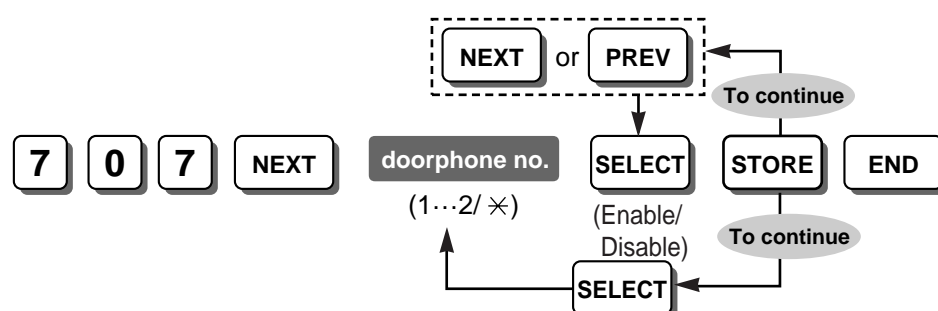 NEXT or PREV
To continue
7 0 7 NEXT doorphone no. SELECT STORE END
(1···2/ ✳)
(Enable/
Disable)
To continue
SELECT